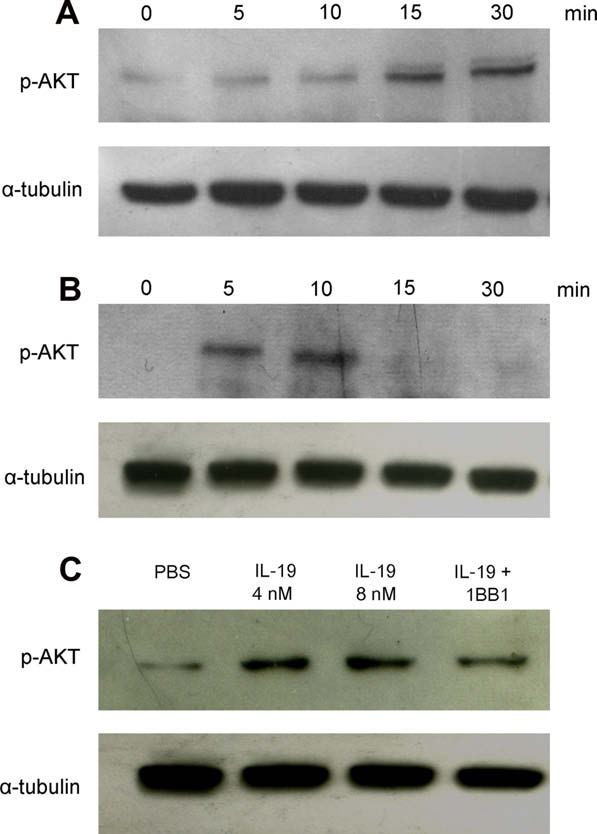 A 0 5 10 15 30 min
p-AKT
α-tubulin
B 0 5 10 15 30 min
p-AKT
α-tubulin
C PBS IL-19 IL-19 IL-19 +
4 nM 8 nM 1BB1
p-AKT
α-tubulin